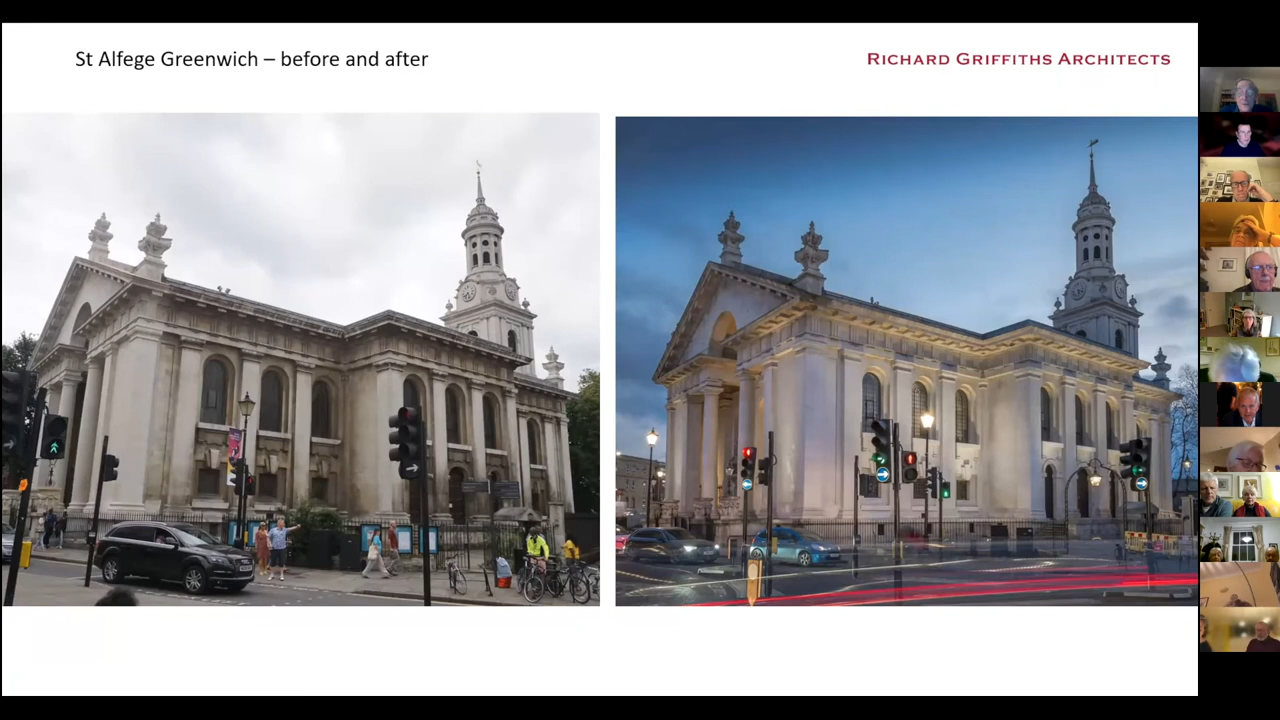 St Alfege Greenwich – before and after
RICHARD GRIFFITHS ARCHITECTS